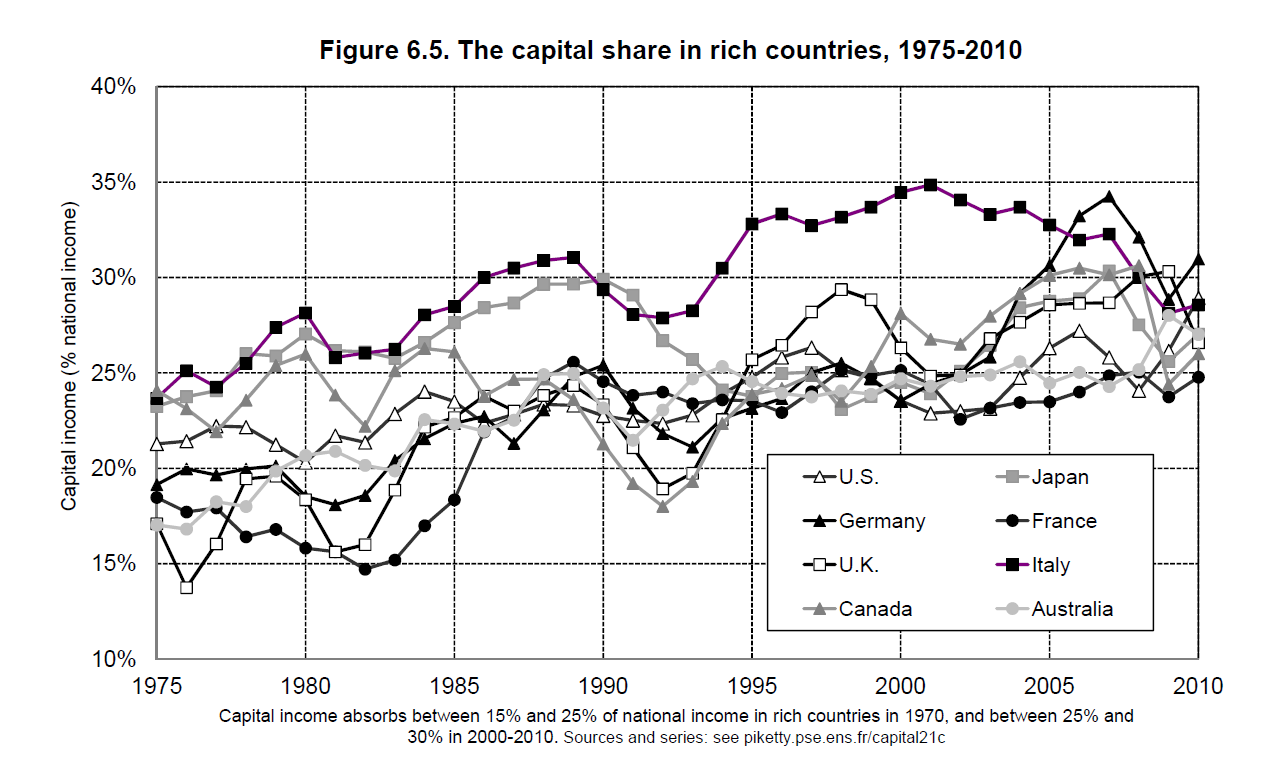 Figure 6.5. The capital share in rich countries, 1975-2010
Capital income (% national income)
40%
35%
30%
25%
20%
15%
10%
1975 1980 1985 1990 1995 2000 2005 2010
U.S. Japan
Germany France
U.K. Italy
Canada Australia
Capital income absorbs between 15% and 25% of national income in rich countries in 1970, and between 25% and
30% in 2000-2010. Sources and series: see piketty.pse.ens.fr/capital21c